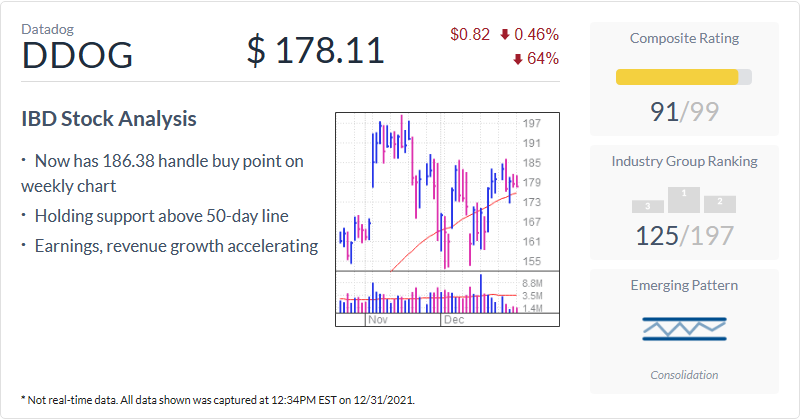 Datadog
DDOG
$ 178.11
$0.82 0.46%
64%
IBD Stock Analysis
· Now has 186.38 handle buy point on
weekly chart
· Holding support above 50-day line
· Earnings, revenue growth accelerating
197
191
185
179
173
167
161
155
8.8M
3.5M
1.4M
Nov
Dec
Composite Rating
91/99
Industry Group Ranking
3
1
2
125/197
Emerging Pattern
Consolidation
* Not real-time data. All data shown was captured at 12:34PM EST on 12/31/2021.